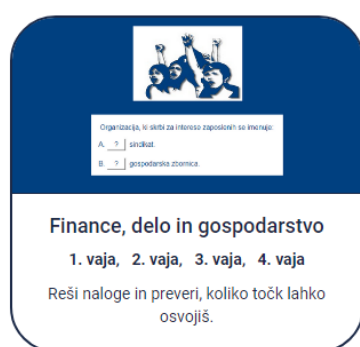 Organizacija, ki skrbi za interese zaposlenih se imenuje:
A. ? sindikat.
B. ? gospodarska zbornica.
Finance, delo in gospodarstvo
1. vaja, 2. vaja, 3. vaja, 4. vaja
Reši naloge in preveri, koliko točk lahko
osvojiš.